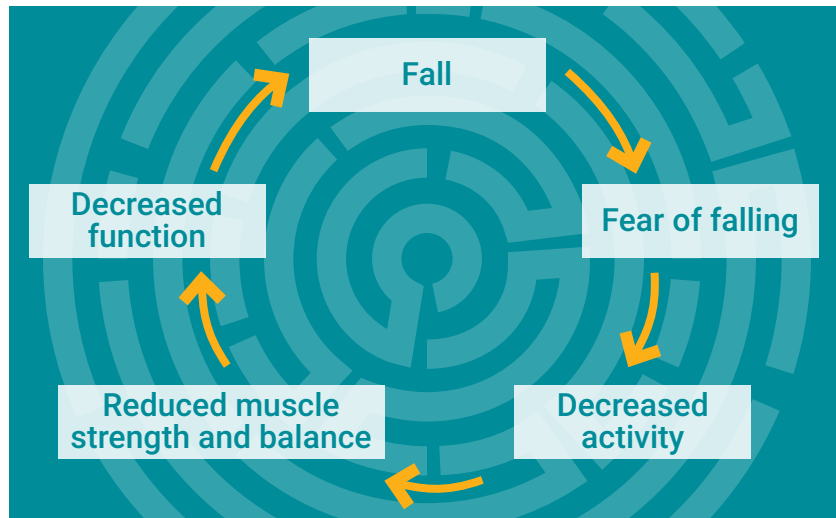 Fall
Fear of falling
Decreased
activity
Reduced muscle
strength and balance
Decreased
function